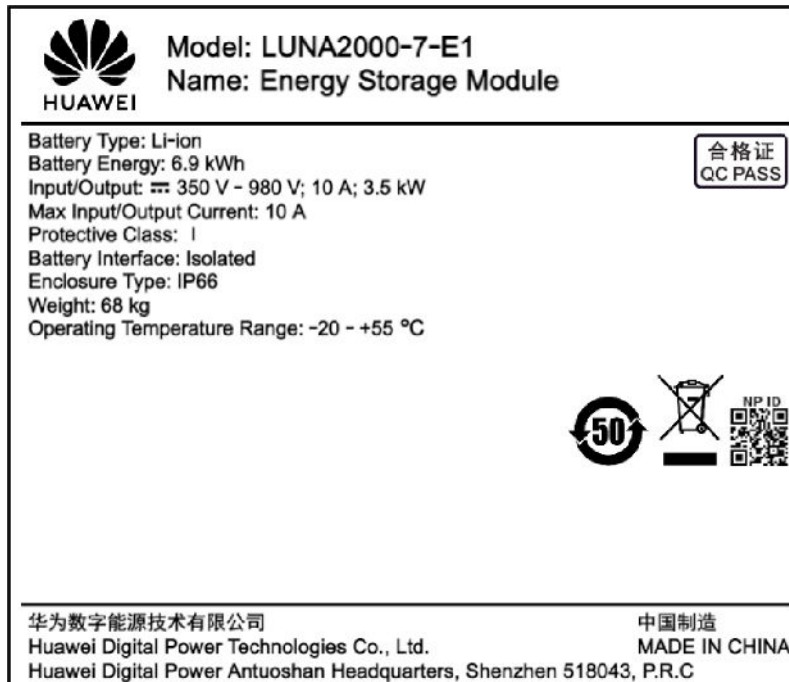 HUAWEI
Model: LUNA2000-7-E1
Name: Energy Storage Module
Battery Type: Li-ion
Battery Energy: 6.9 kWh
Input/Output: ⎓ 350 V - 980 V; 10 A; 3.5 kW
Max Input/Output Current: 10 A
Protective Class: I
Battery Interface: Isolated
Enclosure Type: IP66
Weight: 68 kg
Operating Temperature Range: -20 - +55 °C
合格证
QC PASS
50
NP ID
华为数字能源技术有限公司
Huawei Digital Power Technologies Co., Ltd.
Huawei Digital Power Antuoshan Headquarters, Shenzhen 518043, P.R.C
中国制造
MADE IN CHINA